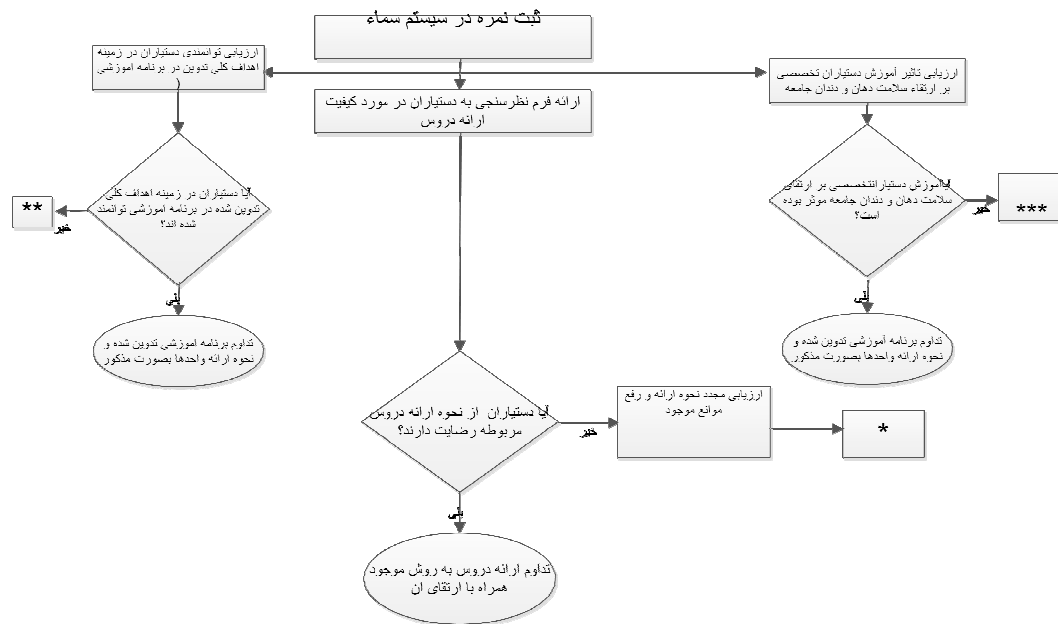 ثبت نمره در سیستم سماء
ارزیابی توانمندی دستیاران در زمینه
اهداف کلی تدوین در برنامه آموزشی
ارائه فرم نظرسنجی به دستیاران در مورد کیفیت
ارائه دروس
ارزیابی تاثیر آموزش دستیاران تخصصی
بر ارتقاء سلامت دهان و دندان جامعه
آیاآموزش دستیارانتخصصی بر ارتقای
سلامت دهان و دندان جامعه موثر بوده
است؟
خیر
***
بلی
تداوم برنامه آموزشی تدوین شده و
نحوه ارائه واحدها بصورت مذکور
آیا دستیاران در زمینه اهداف کلی
تدوین شده در برنامه آموزشی توانمند
شده اند؟
خیر
**
بلی
تداوم برنامه آموزشی تدوین شده و
نحوه ارائه واحدها بصورت مذکور
آیا دستیاران از نحوه ارائه دروس
مربوطه رضایت دارند؟
خیر
ارزیابی مجدد نحوه ارائه و رفع
موانع موجود
*
بلی
تداوم ارائه دروس به روش موجود
همراه با ارتقای ان